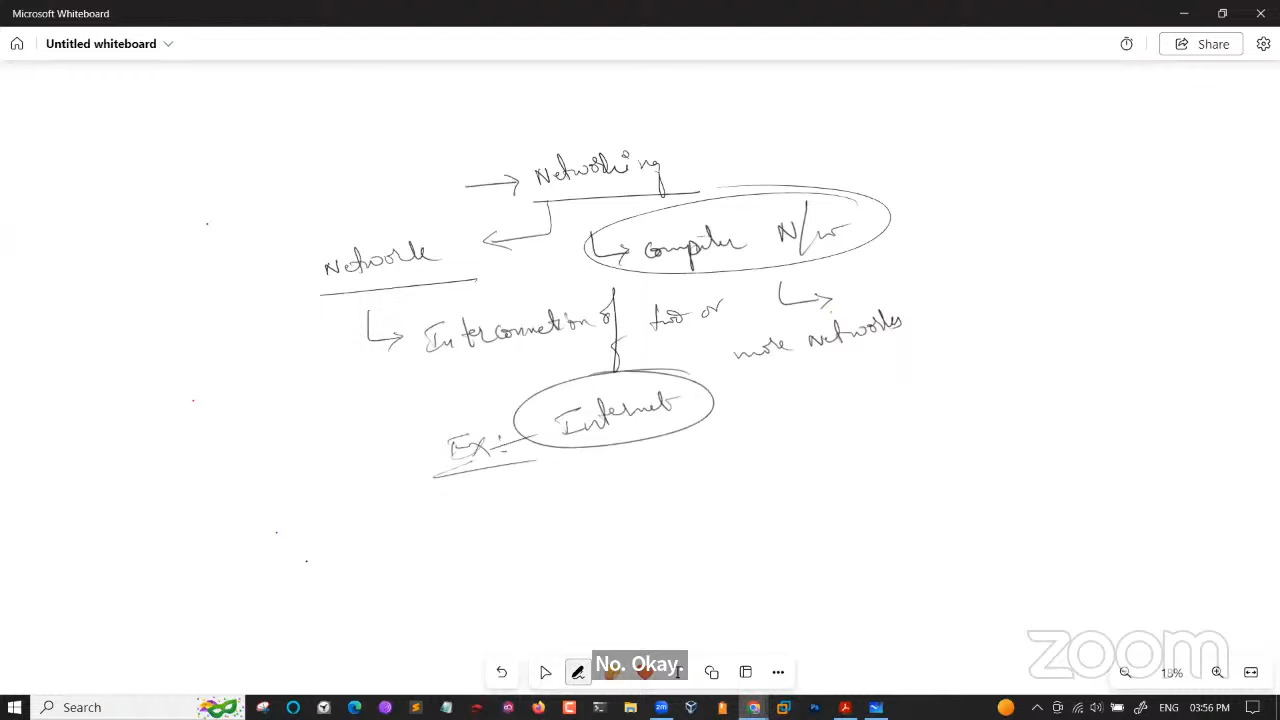 Microsoft Whiteboard
Untitled whiteboard
Share
→ Networking
Network
computer N/w
Interconnection of two or
more Networks
Ex:- Internet
No. Okay.
zoom
18%
Search
ENG
03:56 PM